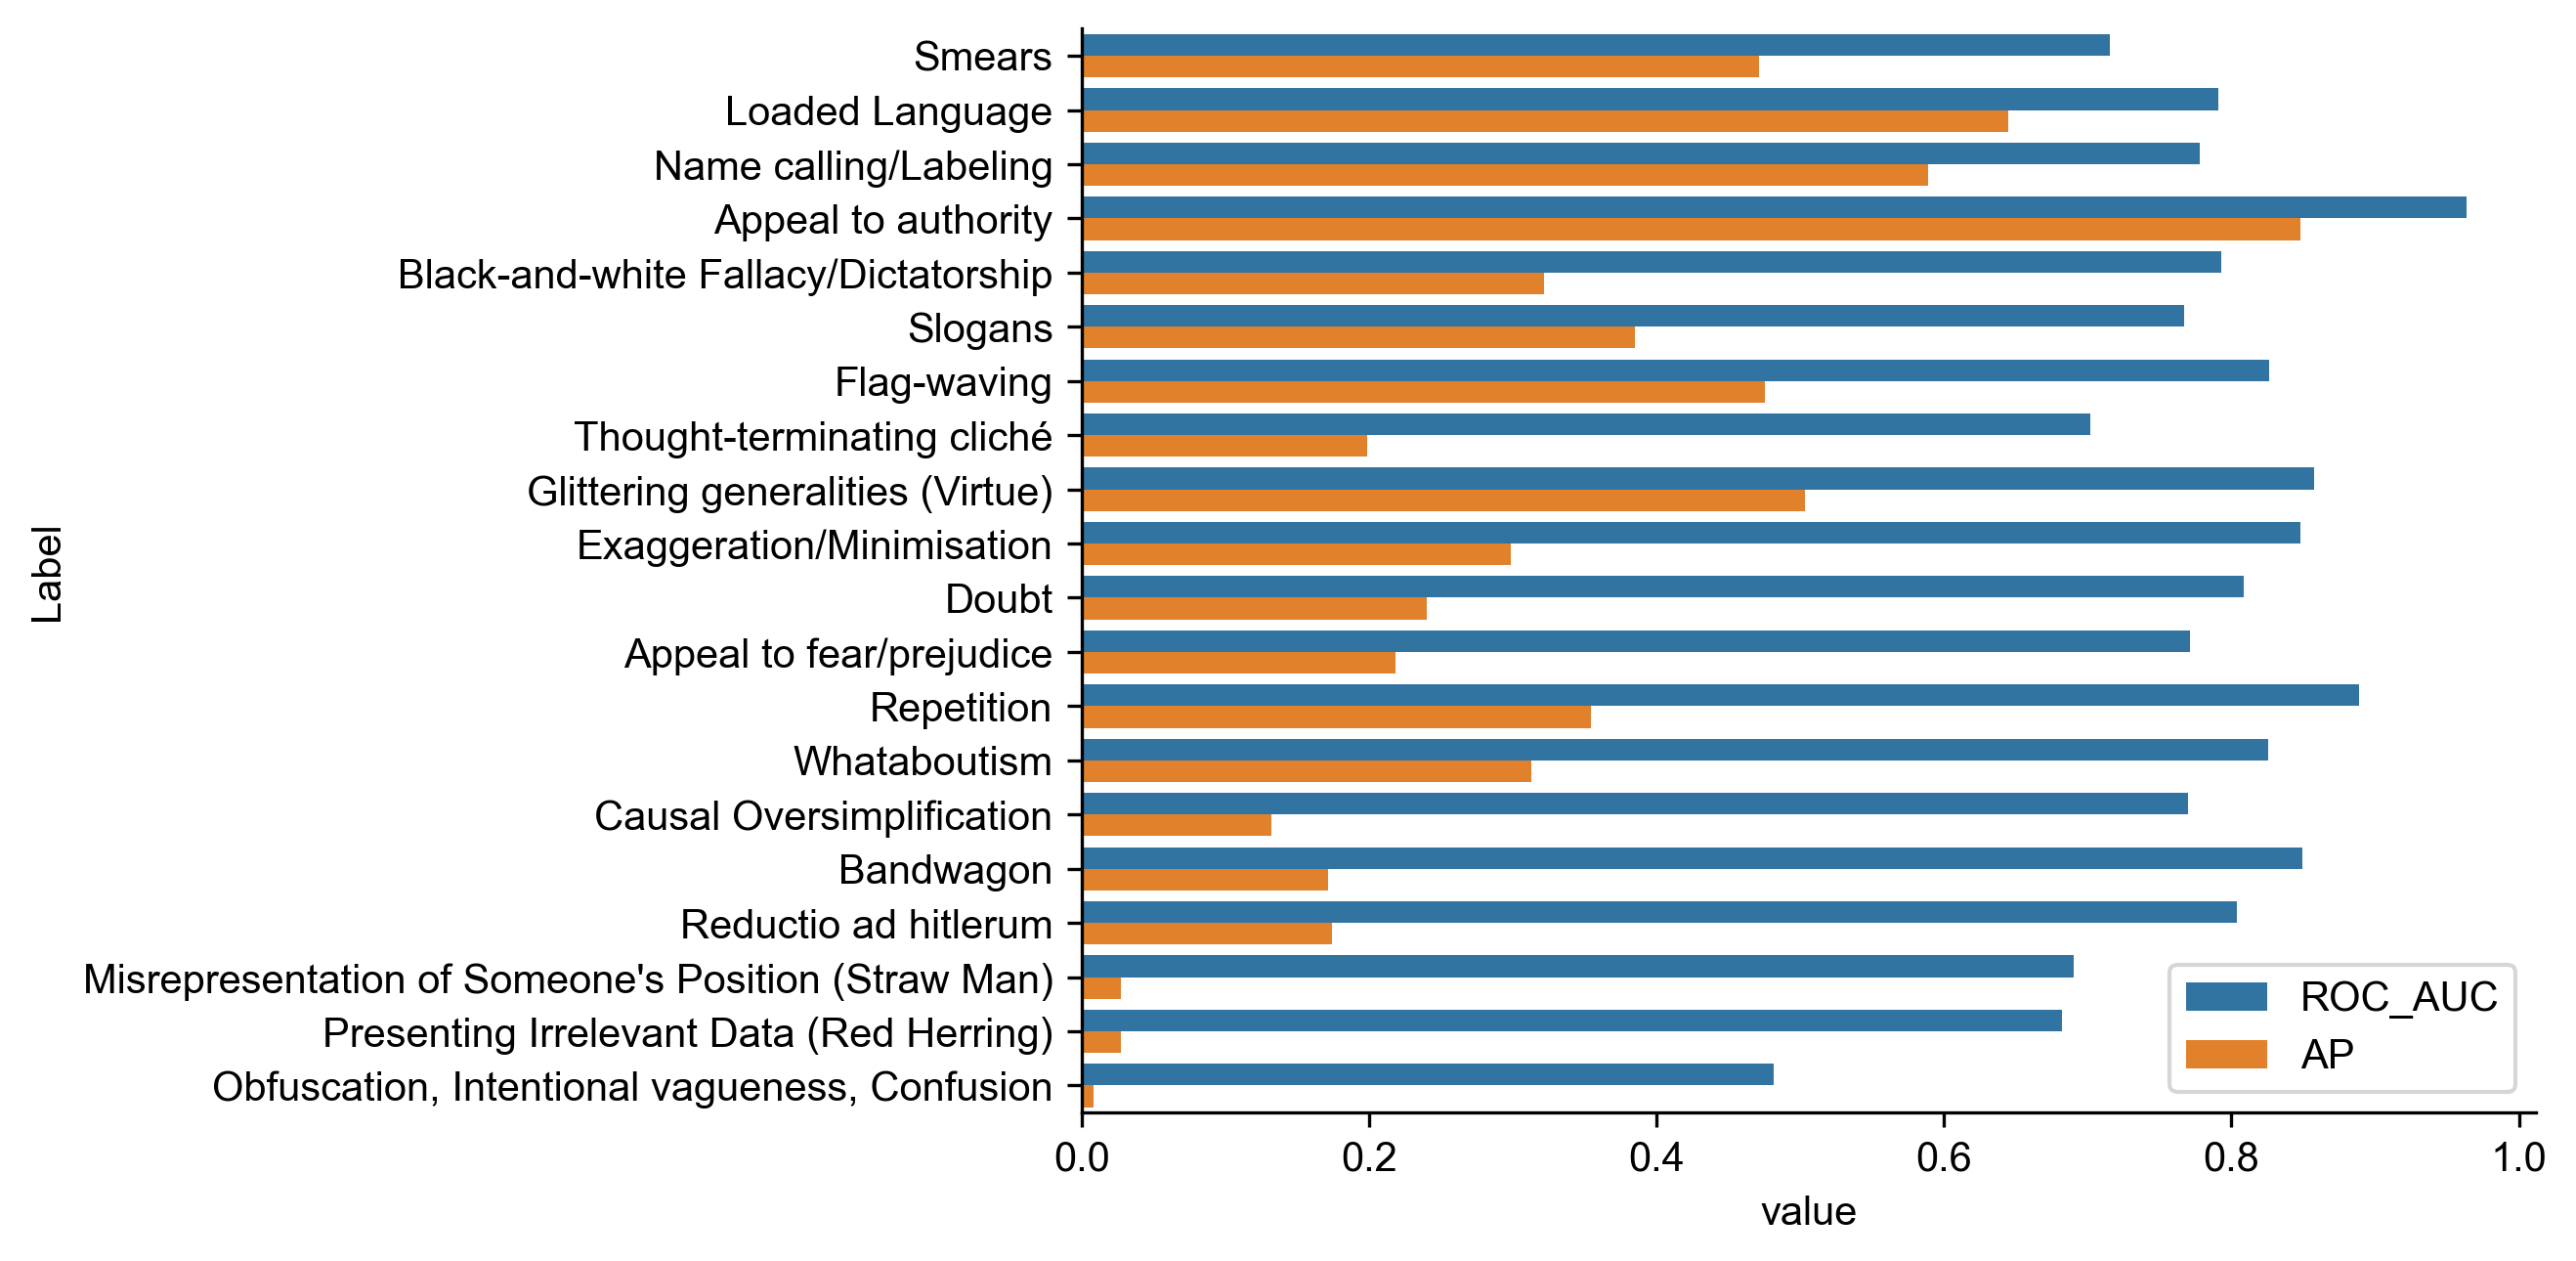 Smears
Loaded Language
Name calling/Labeling
Appeal to authority
Black-and-white Fallacy/Dictatorship
Slogans
Flag-waving
Thought-terminating cliché
Glittering generalities (Virtue)
Exaggeration/Minimisation
Doubt
Appeal to fear/prejudice
Repetition
Whataboutism
Causal Oversimplification
Bandwagon
Reductio ad hitlerum
Misrepresentation of Someone's Position (Straw Man)
Presenting Irrelevant Data (Red Herring)
Obfuscation, Intentional vagueness, Confusion
Label
ROC_AUC
AP
0.0 0.2 0.4 0.6 0.8 1.0
value